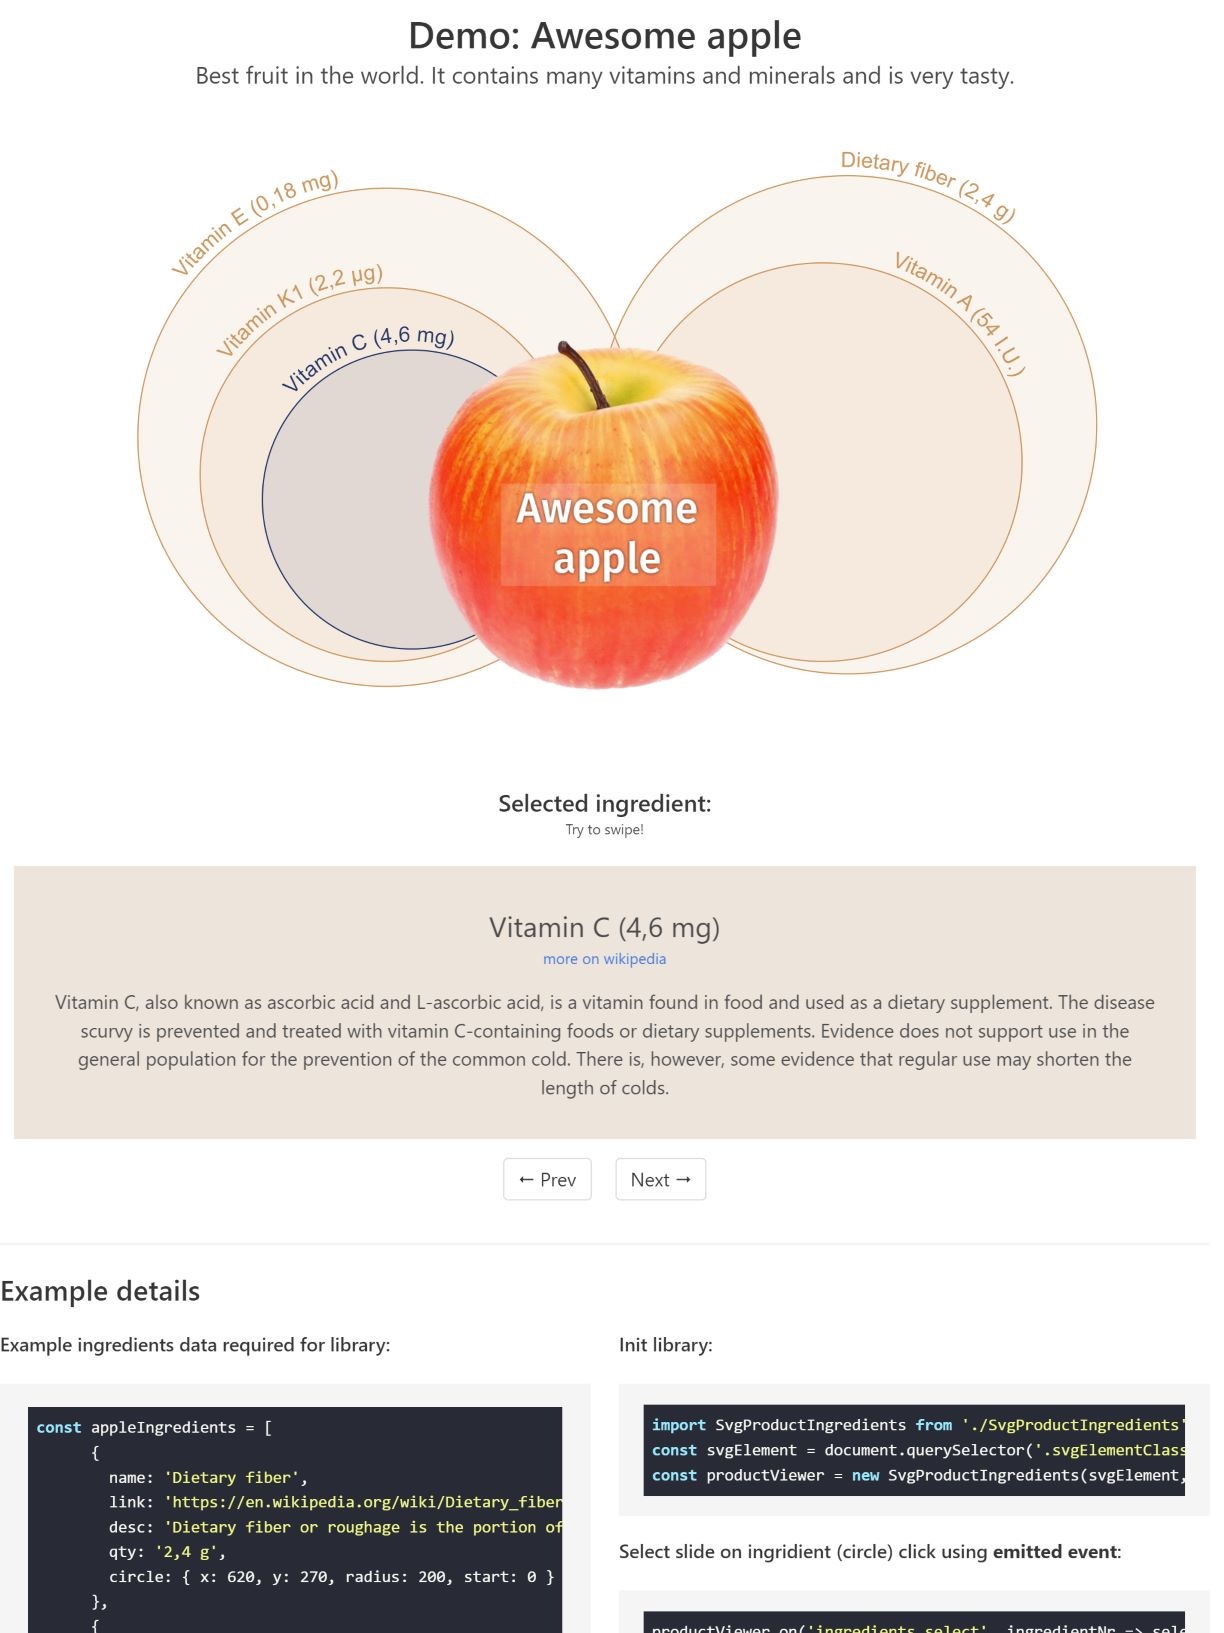 Demo: Awesome apple
Best fruit in the world. It contains many vitamins and minerals and is very tasty.
Vitamin E (0,18 mg)
Vitamin K1 (2,2 µg)
Vitamin C (4,6 mg)
Dietary fiber (2,4 g)
Vitamin A (54 I.U.)
Awesome
apple
Selected ingredient:
Try to swipe!
Vitamin C (4,6 mg)
more on wikipedia
Vitamin C, also known as ascorbic acid and L-ascorbic acid, is a vitamin found in food and used as a dietary supplement. The disease
scurvy is prevented and treated with vitamin C-containing foods or dietary supplements. Evidence does not support use in the
general population for the prevention of the common cold. There is, however, some evidence that regular use may shorten the
length of colds.
← Prev
Next →
Example details
Example ingredients data required for library:
const appleIngredients = [
{
name: 'Dietary fiber',
link: 'https://en.wikipedia.org/wiki/Dietary_fiber
desc: 'Dietary fiber or roughage is the portion of
qty: '2,4 g',
circle: { x: 620, y: 270, radius: 200, start: 0 }
},
{
Init library:
import SvgProductIngredients from './SvgProductIngredients'
const svgElement = document.querySelector('.svgElementClass
const productViewer = new SvgProductIngredients(svgElement,
Select slide on ingridient (circle) click using emitted event:
productViewer.on('ingredients.select', ingredientNr => sele